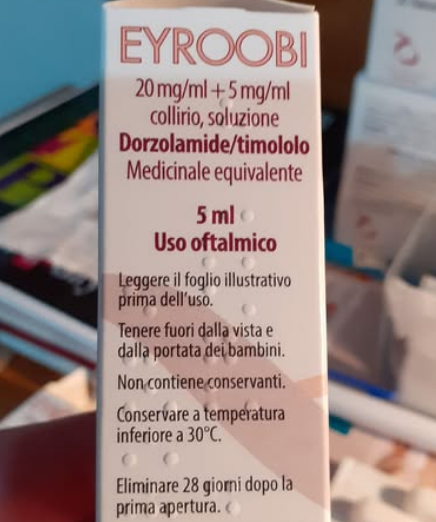 EYROOBI
20 mg/ml + 5 mg/ml
collirio, soluzione
Dorzolamide/timololo
Medicinale equivalente
5 ml
Uso oftalmico
Leggere il foglio illustrativo
prima dell'uso.
Tenere fuori dalla vista e
dalla portata dei bambini.
Non contiene conservanti.
Conservare a temperatura
inferiore a 30°C.
Eliminare 28 giorni dopo la
prima apertura.